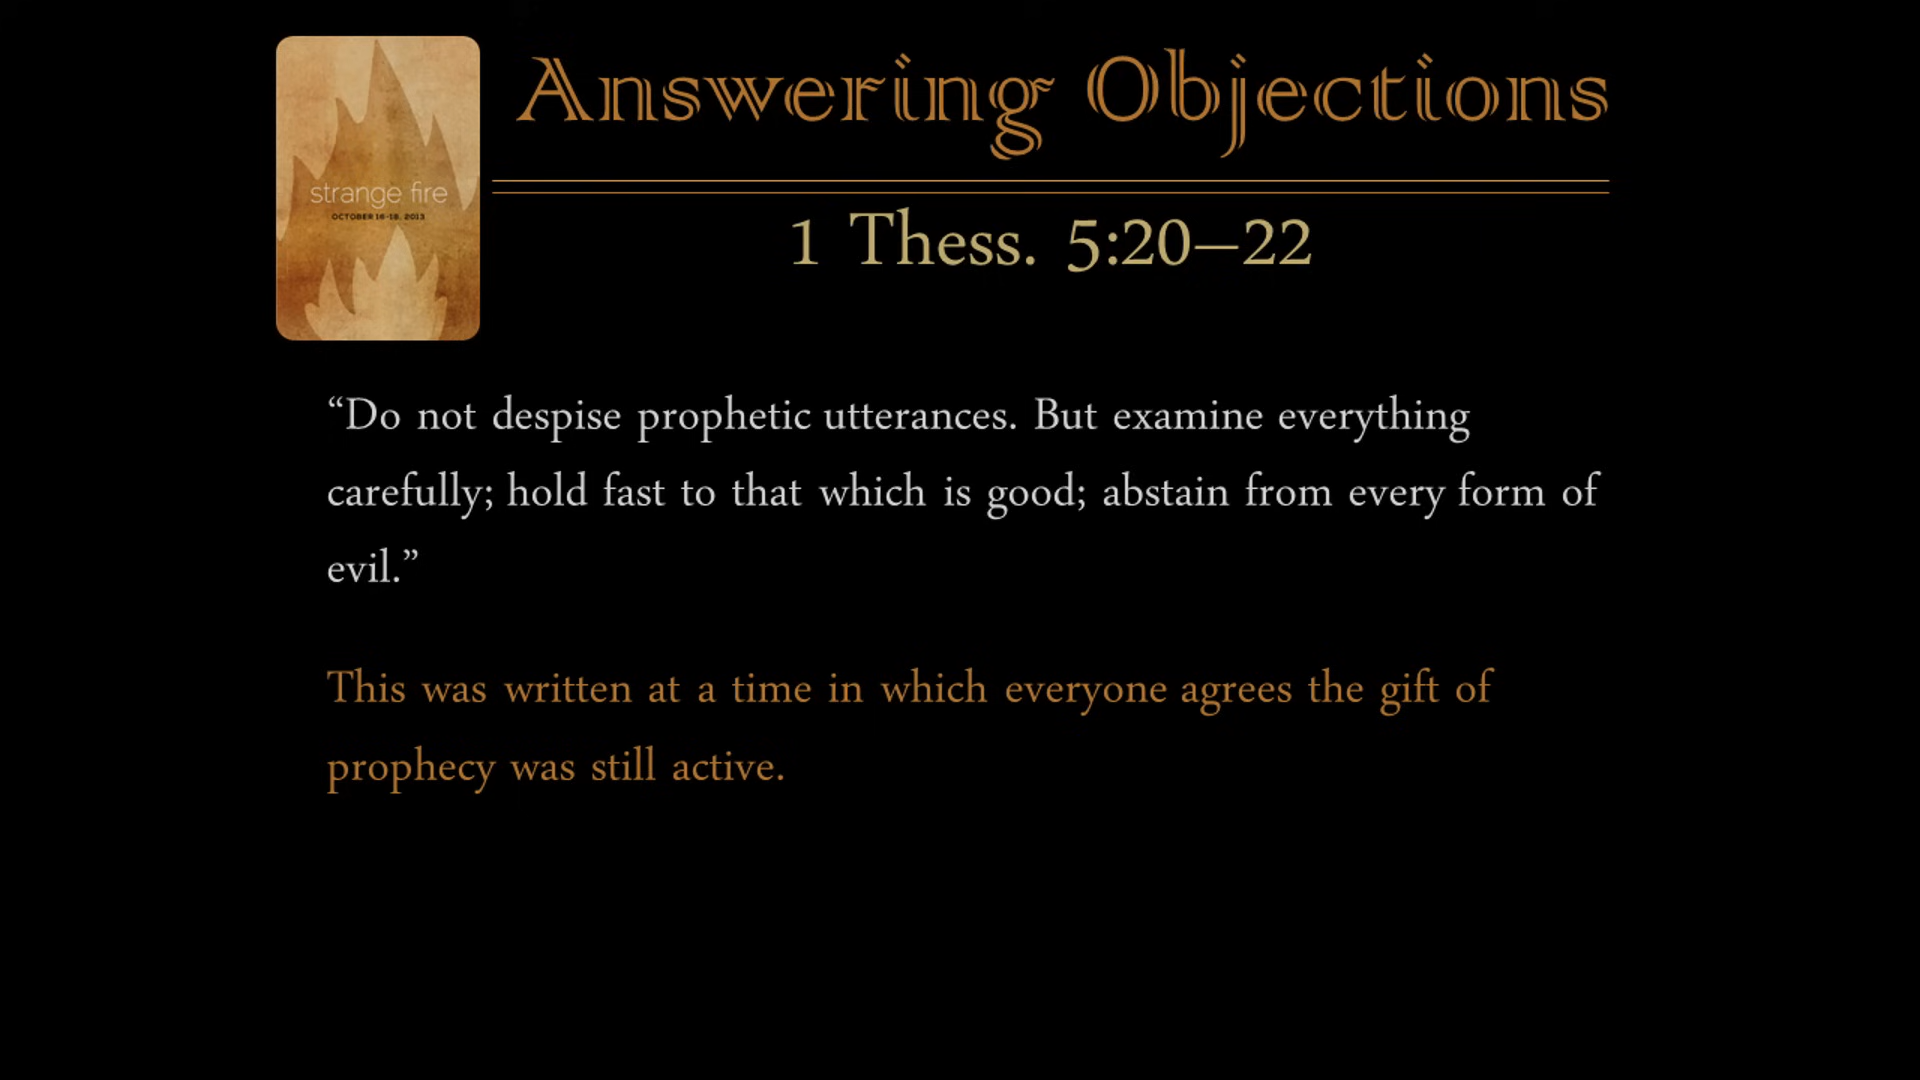 Answering Objections
strange fire
OCTOBER 16-18, 2013
1 Thess. 5:20—22
“Do not despise prophetic utterances. But examine everything
carefully; hold fast to that which is good; abstain from every form of
evil.”
This was written at a time in which everyone agrees the gift of
prophecy was still active.